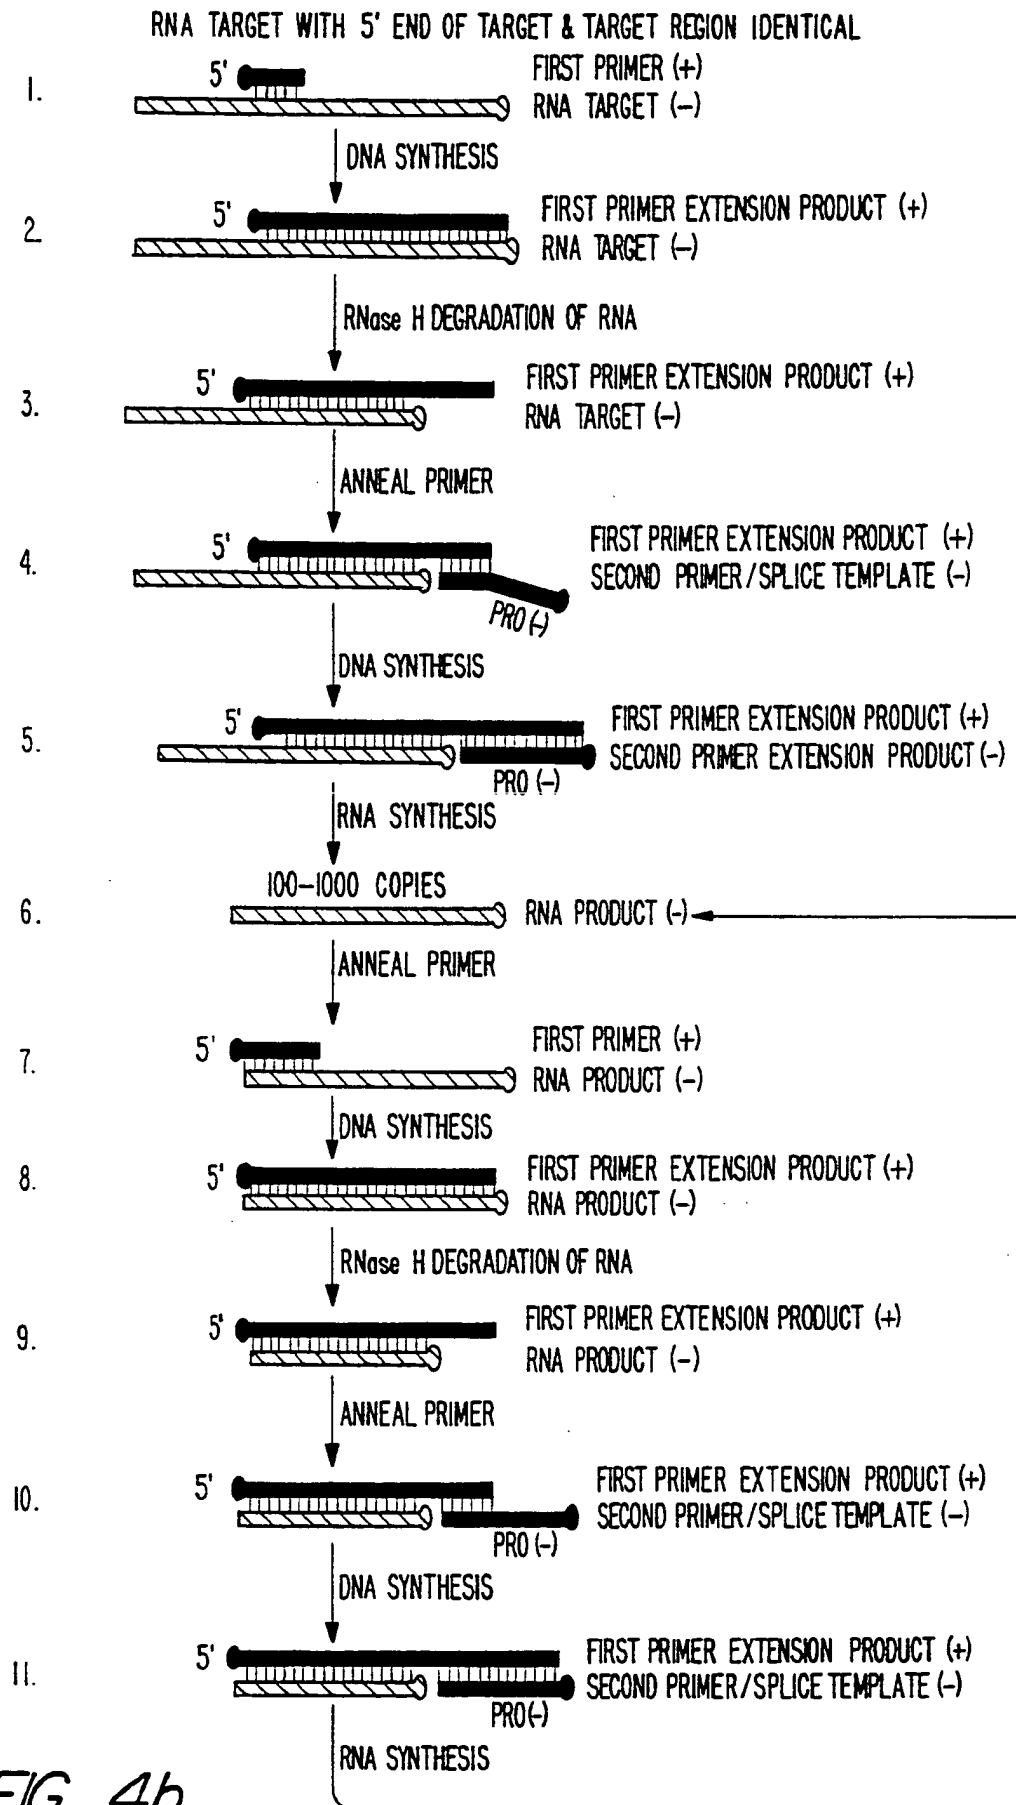 RNA TARGET WITH 5' END OF TARGET & TARGET REGION IDENTICAL
1.
5'
FIRST PRIMER (+)
RNA TARGET (-)
DNA SYNTHESIS
2.
5'
FIRST PRIMER EXTENSION PRODUCT (+)
RNA TARGET (-)
RNase H DEGRADATION OF RNA
3.
5'
FIRST PRIMER EXTENSION PRODUCT (+)
RNA TARGET (-)
ANNEAL PRIMER
4.
5'
FIRST PRIMER EXTENSION PRODUCT (+)
SECOND PRIMER/SPLICE TEMPLATE (-)
PRO (-)
DNA SYNTHESIS
5.
5'
FIRST PRIMER EXTENSION PRODUCT (+)
SECOND PRIMER EXTENSION PRODUCT (-)
PRO (-)
RNA SYNTHESIS
100-1000 COPIES
6.
RNA PRODUCT (-)
ANNEAL PRIMER
7.
5'
FIRST PRIMER (+)
RNA PRODUCT (-)
DNA SYNTHESIS
8.
5'
FIRST PRIMER EXTENSION PRODUCT (+)
RNA PRODUCT (-)
RNase H DEGRADATION OF RNA
9.
5'
FIRST PRIMER EXTENSION PRODUCT (+)
RNA PRODUCT (-)
ANNEAL PRIMER
10.
5'
FIRST PRIMER EXTENSION PRODUCT (+)
SECOND PRIMER/SPLICE TEMPLATE (-)
PRO (-)
DNA SYNTHESIS
11.
5'
FIRST PRIMER EXTENSION PRODUCT (+)
SECOND PRIMER/SPLICE TEMPLATE (-)
PRO (-)
RNA SYNTHESIS
FIG. 4b